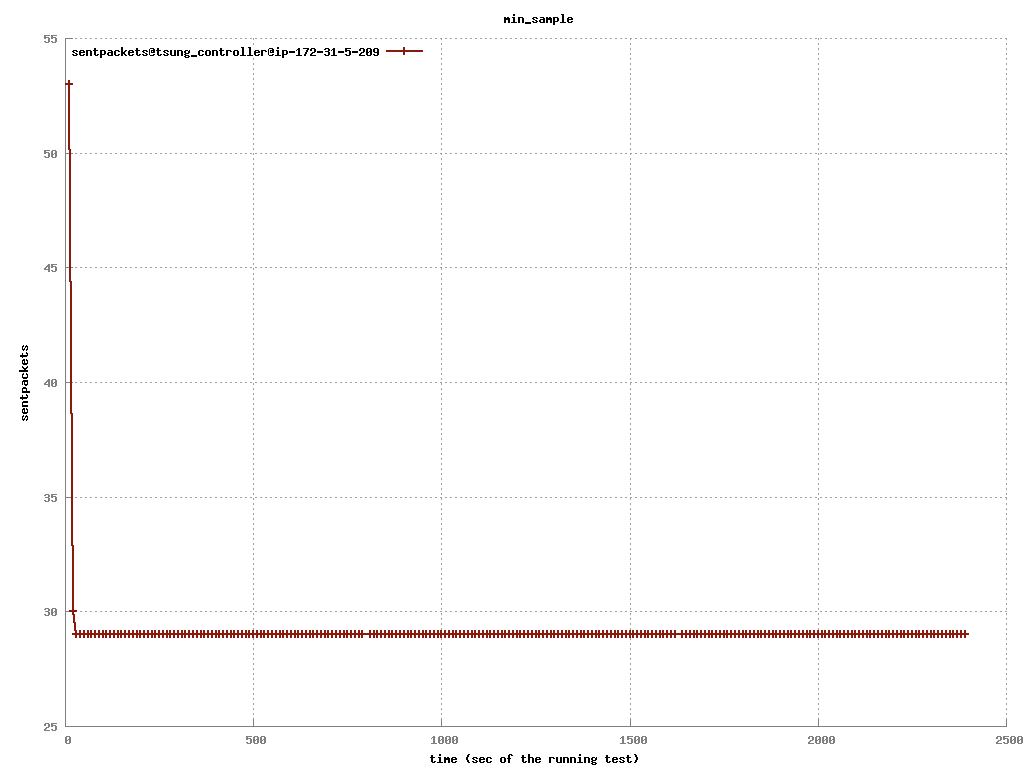 min_sample
sentpackets@tsung_controller@ip-172-31-5-209
55
50
45
40
35
30
25
sentpackets
0 500 1000 1500 2000 2500
time (sec of the running test)